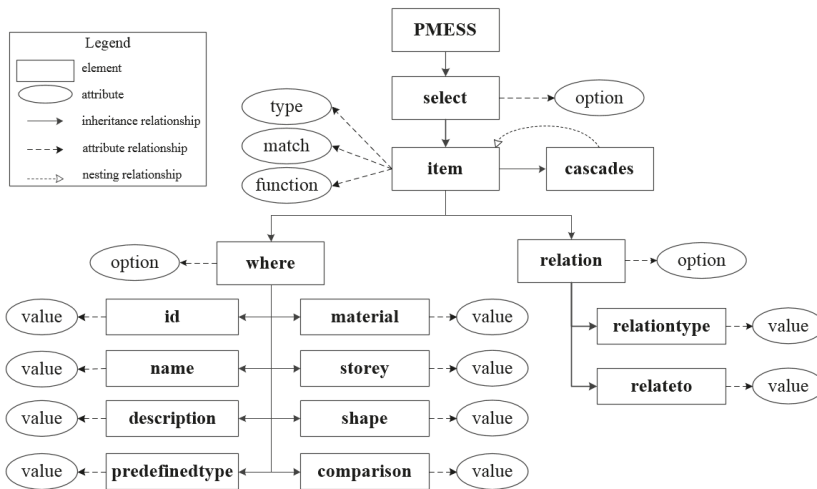 PMESS
Legend
element
attribute
inheritance relationship
attribute relationship
nesting relationship
select
option
type
match
function
item
cascades
option
where
relation
option
value
id
material
value
relationtype
value
value
name
storey
value
relateto
value
value
description
shape
value
value
predefinedtype
comparison
value